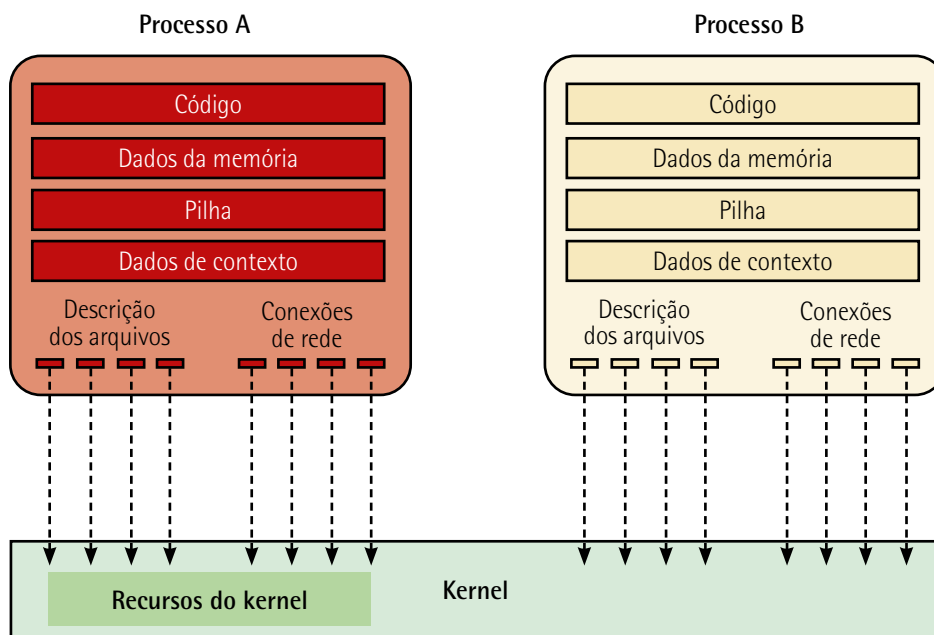 Processo A
Código
Dados da memória
Pilha
Dados de contexto
Descrição
dos arquivos
Conexões
de rede
Processo B
Código
Dados da memória
Pilha
Dados de contexto
Descrição
dos arquivos
Conexões
de rede
Recursos do kernel
Kernel